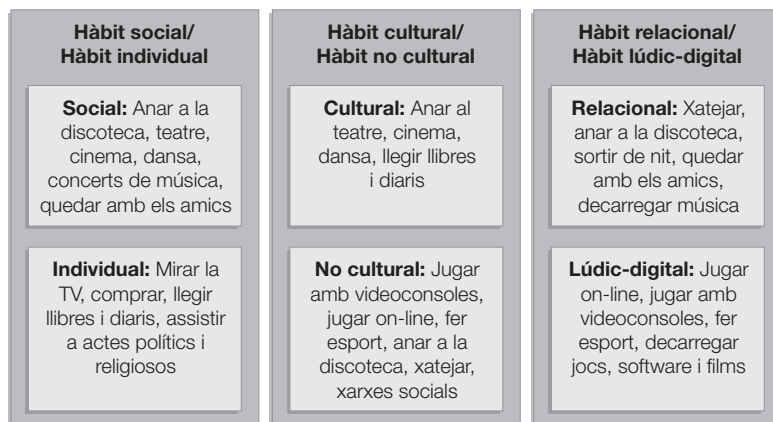 Hàbit social/
Hàbit individual
Social: Anar a la
discoteca, teatre,
cinema, dansa,
concerts de música,
quedar amb els amics
Individual: Mirar la
TV, comprar, llegir
llibres i diaris, assistir
a actes polítics i
religiosos
Hàbit cultural/
Hàbit no cultural
Cultural: Anar al
teatre, cinema,
dansa, llegir llibres
i diaris
No cultural: Jugar
amb videoconsoles,
jugar on-line, fer
esport, anar a la
discoteca, xatejar,
xarxes socials
Hàbit relacional/
Hàbit lúdic-digital
Relacional: Xatejar,
anar a la discoteca,
sortir de nit, quedar
amb els amics,
decarregar música
Lúdic-digital: Jugar
on-line, jugar amb
videoconsoles, fer
esport, decarregar
jocs, software i films